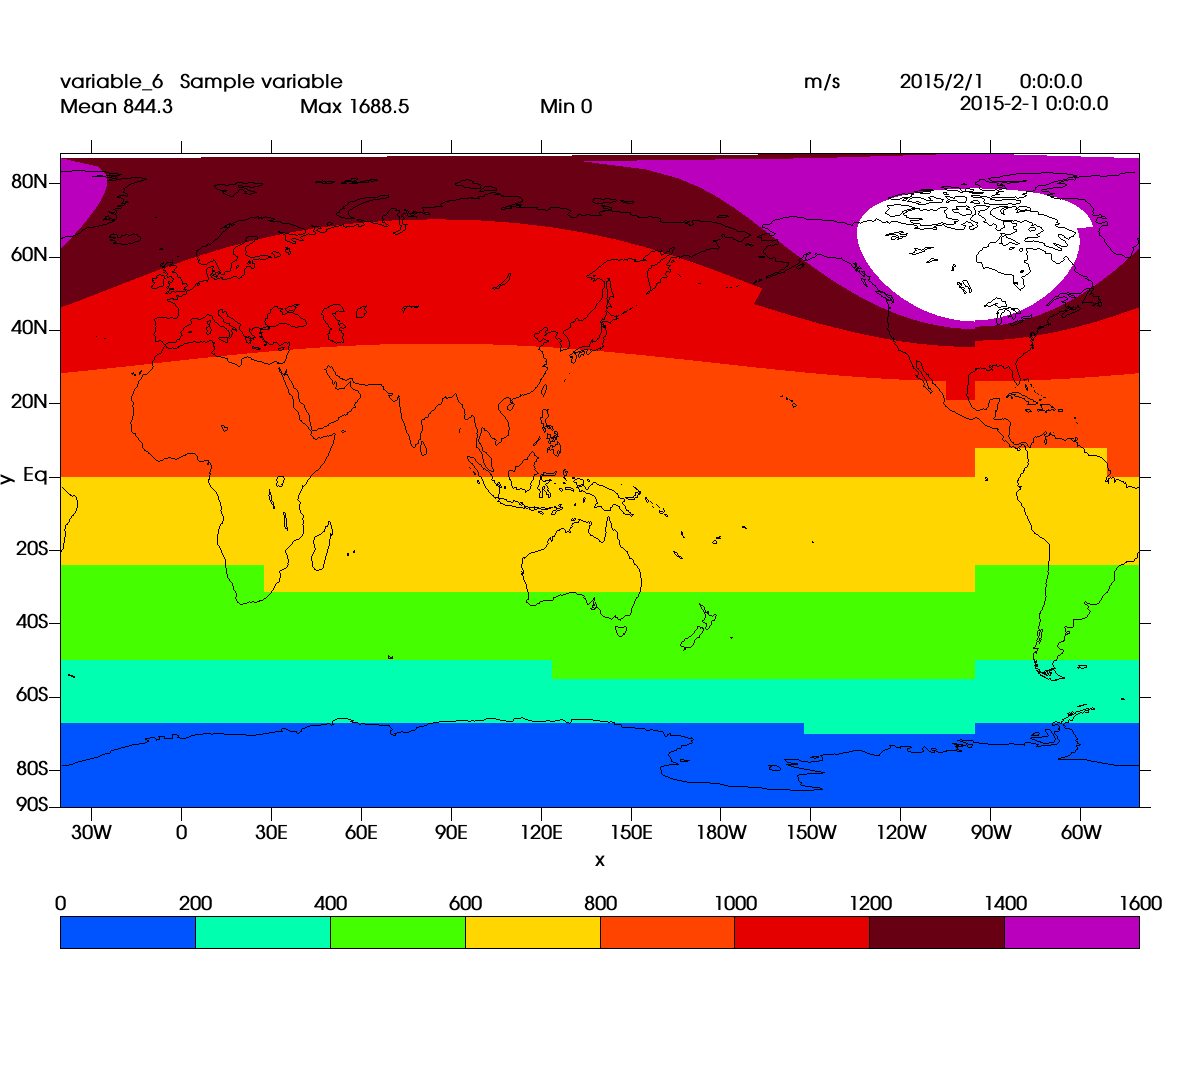 variable_6 Sample variable m/s 2015/2/1 0:0:0.0
Mean 844.3 Max 1688.5 Min 0 2015-2-1 0:0:0.0
80N
60N
40N
20N
Eq
y
20S
40S
60S
80S
90S
30W 0 30E 60E 90E 120E 150E 180W 150W 120W 90W 60W
x
0 200 400 600 800 1000 1200 1400 1600